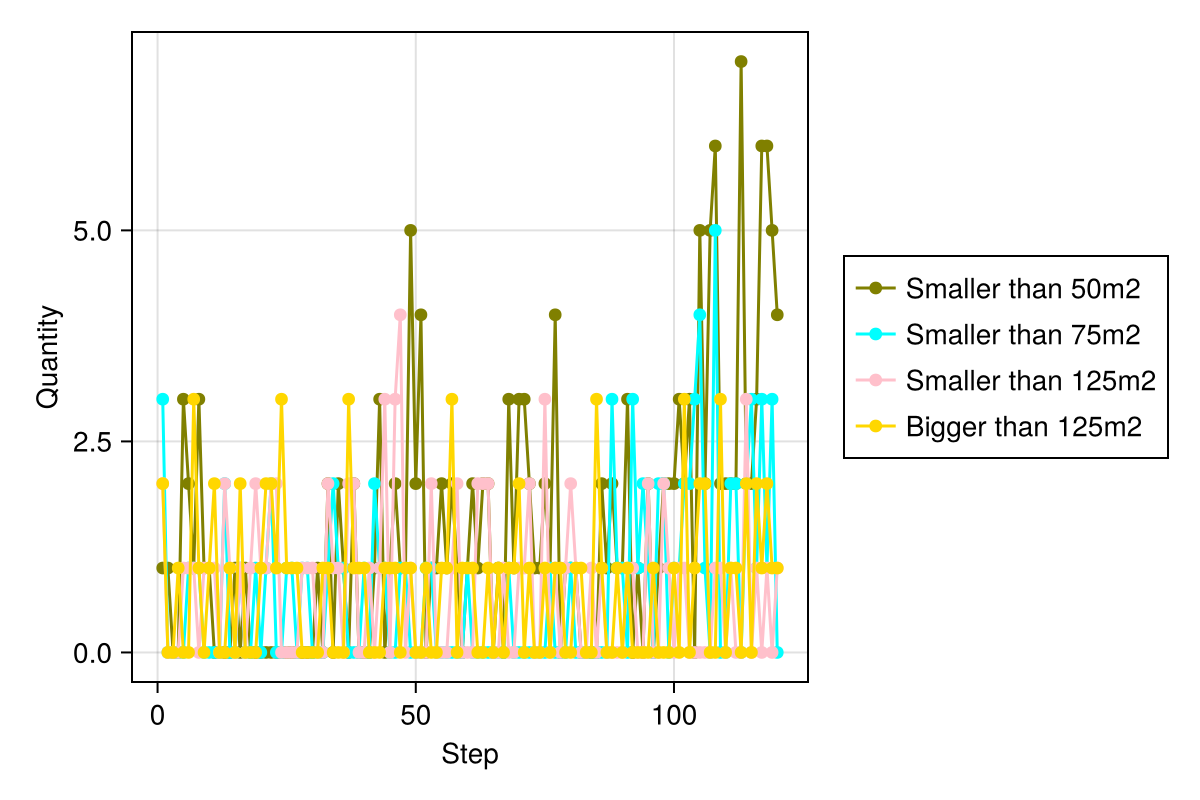 5.0
2.5
0.0
Quantity
0
50
100
Step
Smaller than 50m2
Smaller than 75m2
Smaller than 125m2
Bigger than 125m2